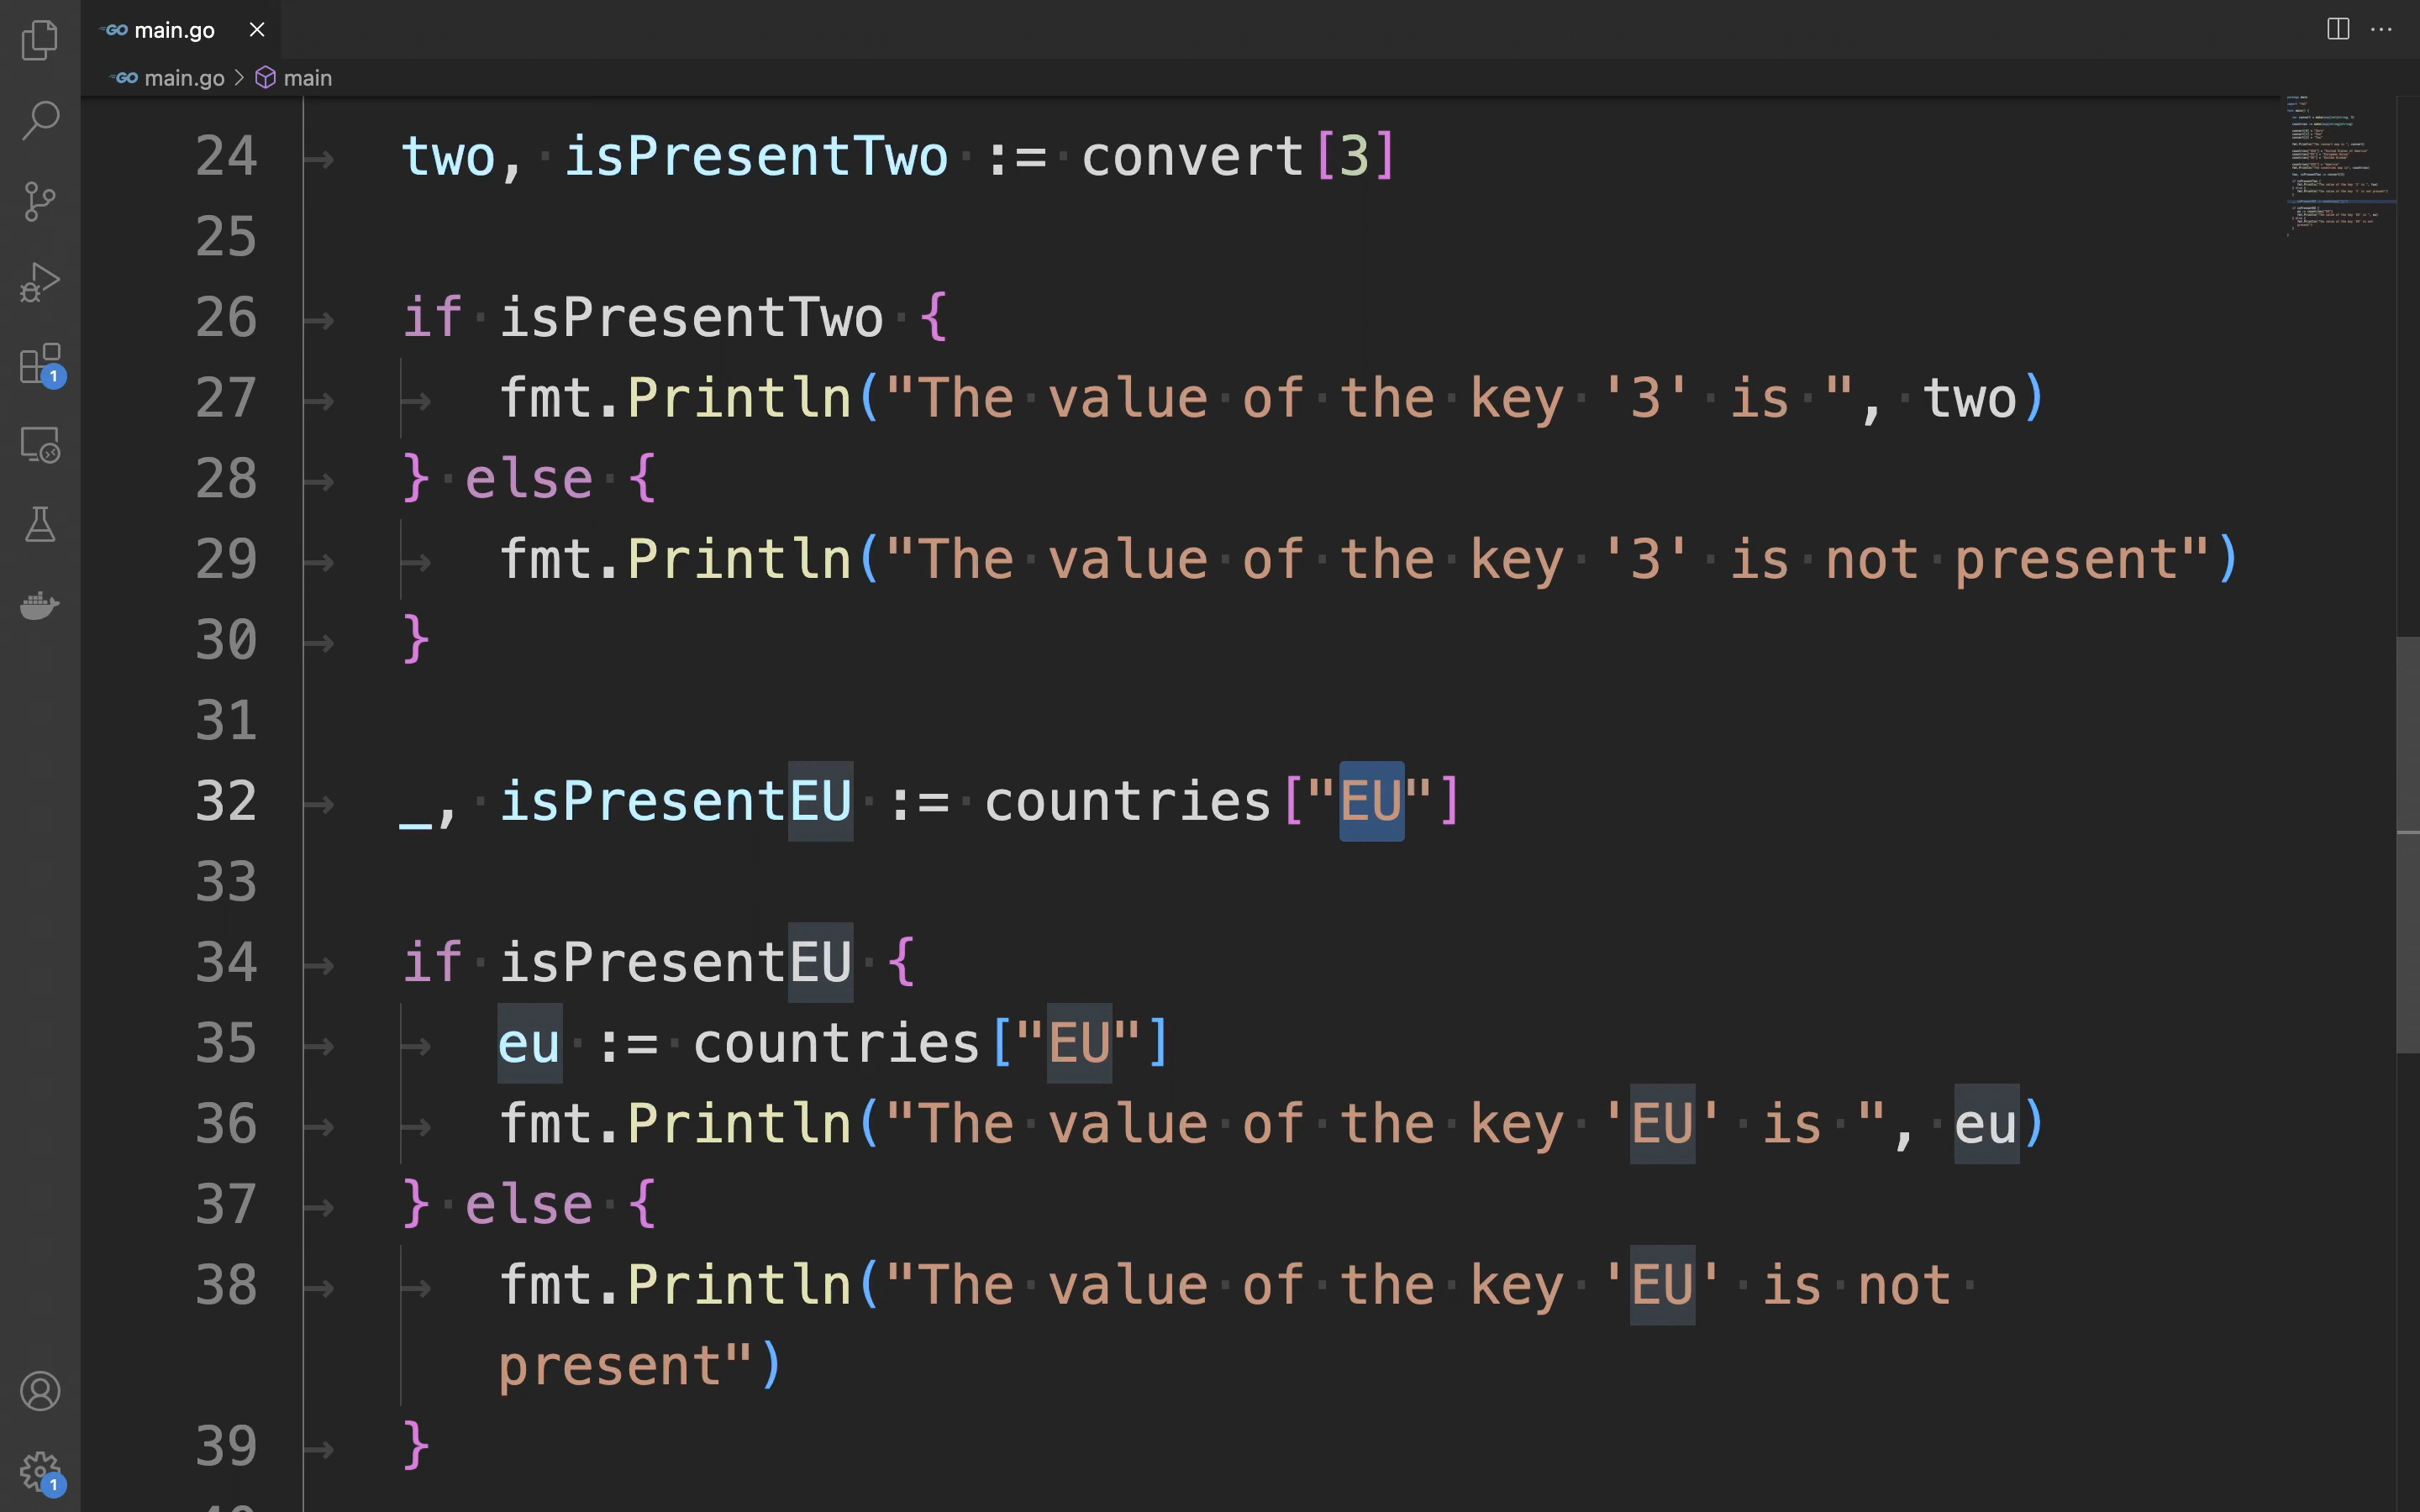 GO main.go
GO main.go > main
24 two, isPresentTwo := convert[3]
25
26 if isPresentTwo {
27 fmt.Println("The value of the key '3' is ", two)
28 } else {
29 fmt.Println("The value of the key '3' is not present")
30 }
31
32 _, isPresentEU := countries["EU"]
33
34 if isPresentEU {
35 eu := countries["EU"]
36 fmt.Println("The value of the key 'EU' is ", eu)
37 } else {
38 fmt.Println("The value of the key 'EU' is not
present")
39 }
1
1